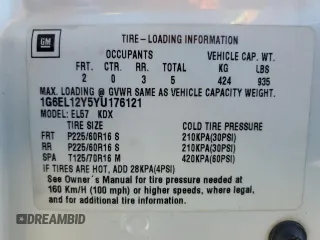 GM
TIRE-LOADING INFORMATION
OCCUPANTS VEHICLE CAP. WT.
FRT. CTR. RR. TOTAL KG LBS
2 0 3 5 424 935
MAX. LOADING @ GVWR SAME AS VEHICLE CAPACITY WEIGHT.
1G6EL12Y5YU176121
MODEL: EL57 KDX
TIRE SIZE COLD TIRE PRESSURE
FRT P225/60R16 S 210KPA(30PSI)
RR P225/60R16 S 210KPA(30PSI)
SPA T125/70R16 M 420KPA(60PSI)
IF TIRES ARE HOT, ADD 28KPA(4PSI)
See Owner's Manual for tire pressure needed at
160 Km/H (100 mph) or higher speeds, where legal,
and for additional information.
DREAMBID